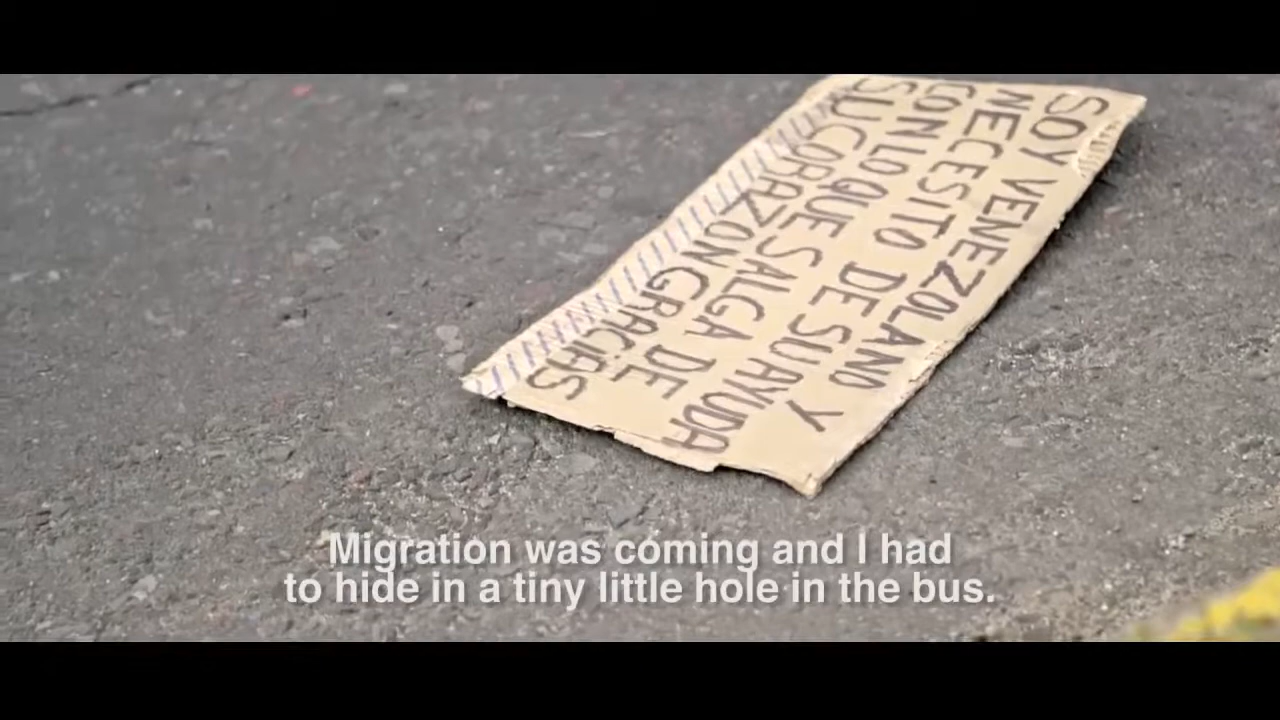 SOY VENEZOLANO Y
NECESITO DE SU AYUDA
CON LO QUE SALGA DE
SU CORAZON GRACIAS
Migration was coming and I had
to hide in a tiny little hole in the bus.